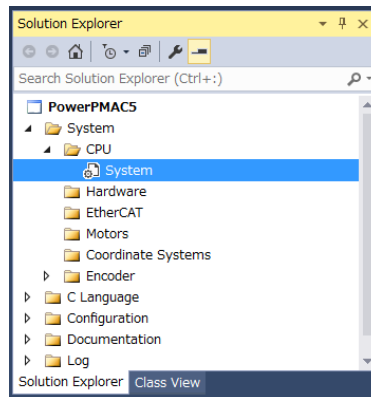 Solution Explorer
Search Solution Explorer (Ctrl+:)
PowerPMAC5
System
CPU
System
Hardware
EtherCAT
Motors
Coordinate Systems
Encoder
C Language
Configuration
Documentation
Log
Solution Explorer Class View